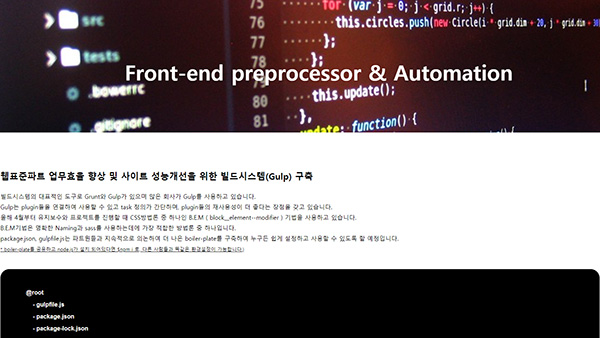 75 for (var j = 0; j < grid.r; j++) {
src 76 this.circles.push(new Circle(i * grid.dim + 20, j * grid.dim +
77 };
tests 78 };
Front-end preprocessor & Automation
.bowerrc 80 this.update();
.gitignore 81 },
update: function() {
웹표준파트 업무효율 향상 및 사이트 성능개선을 위한 빌드시스템(Gulp) 구축
빌드시스템의 대표적인 도구로 Grunt와 Gulp가 있으며 많은 회사가 Gulp를 사용하고 있습니다.
Gulp는 plugin들을 연결하여 사용할 수 있고 task 정의가 간단하며, plugin들의 재사용성이 더 좋다는 장점을 갖고 있습니다.
올해 4월부터 유지보수와 프로젝트를 진행할 때 CSS방법론 중 하나인 B.E.M ( block__element--modifier ) 기법을 사용하고 있습니다.
B.E.M기법은 명확한 Naming과 sass를 사용하는데에 가장 적합한 방법론 중 하나입니다.
package.json, gulpfile.js는 파트원들과 지속적으로 의논하며 더 나은 boiler-plate를 구축하여 누구든 쉽게 설정하고 사용할 수 있도록 할 예정입니다.
* boiler-plate를 공유하고 node.js가 설치 되어있다면 $npm i 로, 다른 사람들과 똑같은 환경설정이 가능합니다.!
@root
- gulpfile.js
- package.json
- package-lock.json